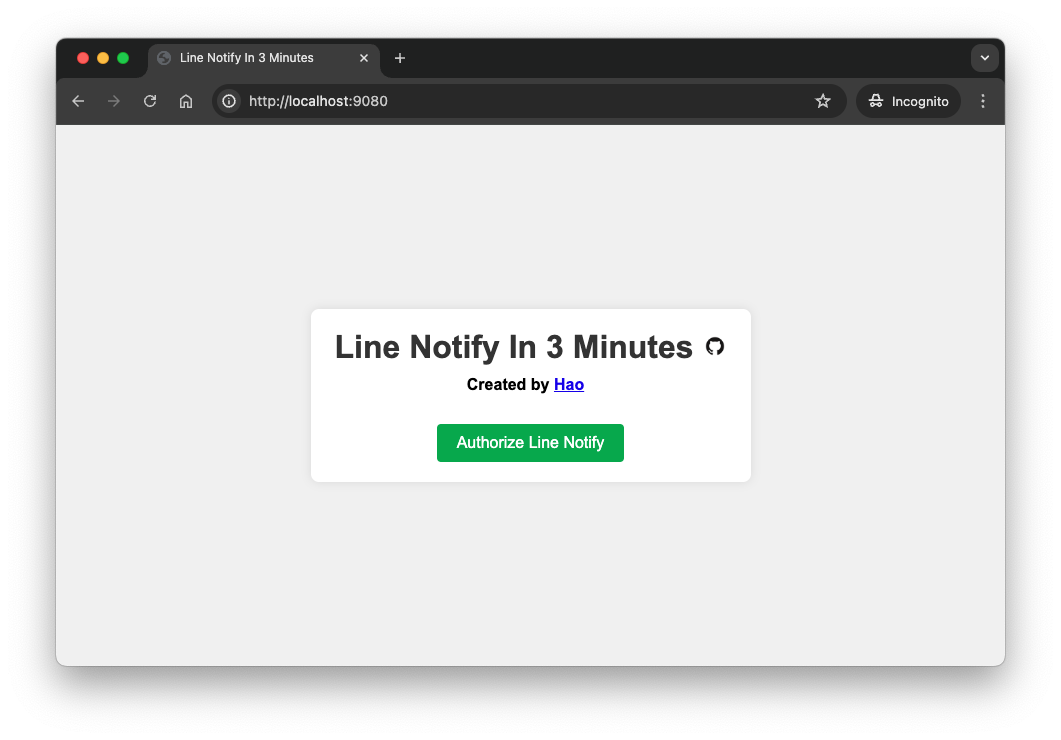 Line Notify In 3 Minutes
http://localhost:9080
Incognito
Line Notify In 3 Minutes
Created by Hao
Authorize Line Notify